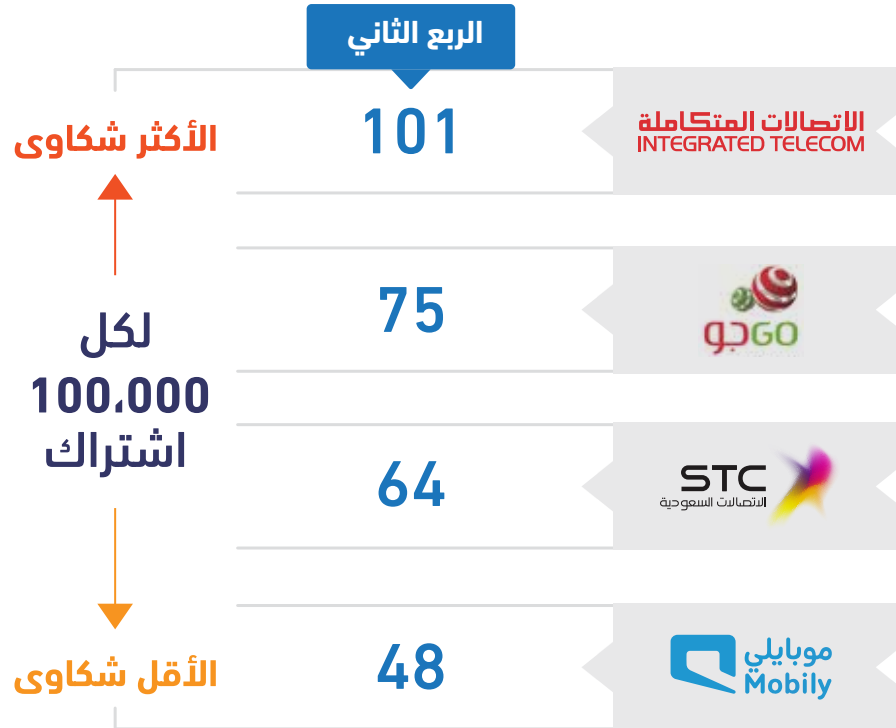 الربع الثاني
الاتصالات المتكاملة
INTEGRATED TELECOM
101
الأكثر شكاوى
جو GO
75
لكل
100،000
اشتراك
STC
الاتصالات السعودية
64
موبايلي
Mobily
48
الأقل شكاوى